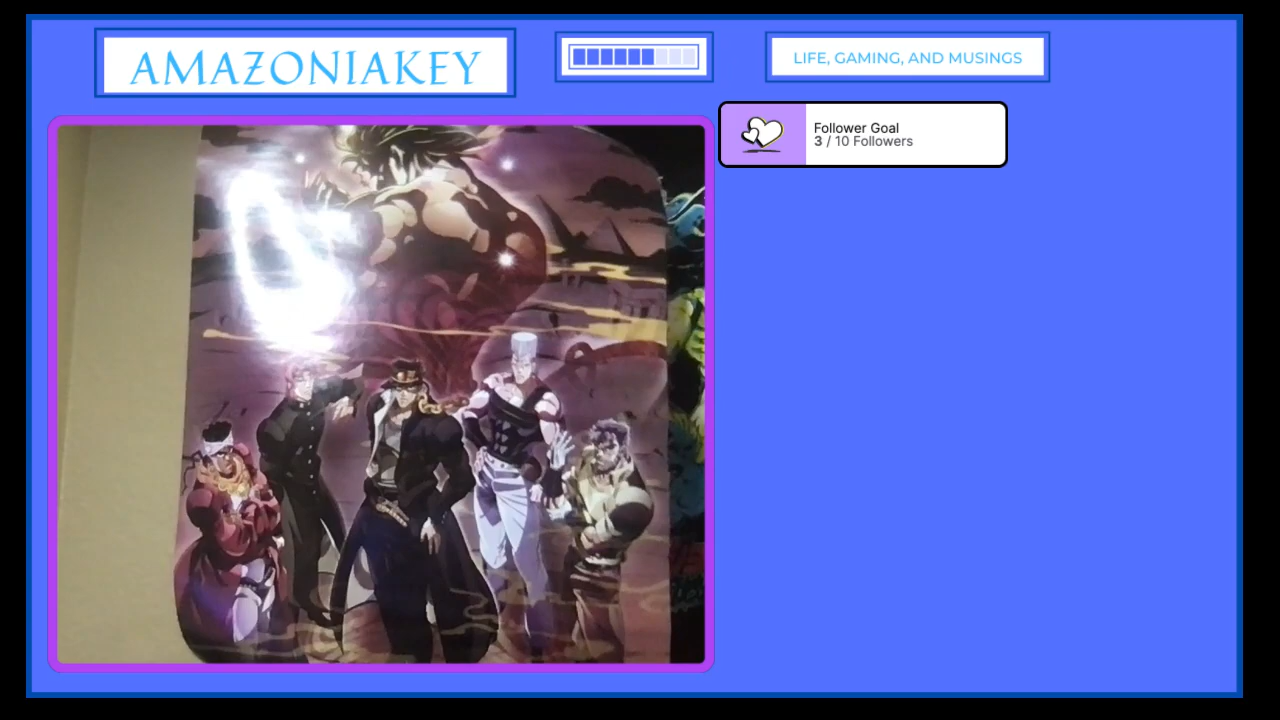 AMAZONIAKEY
LIFE, GAMING, AND MUSINGS
Follower Goal
3 / 10 Followers